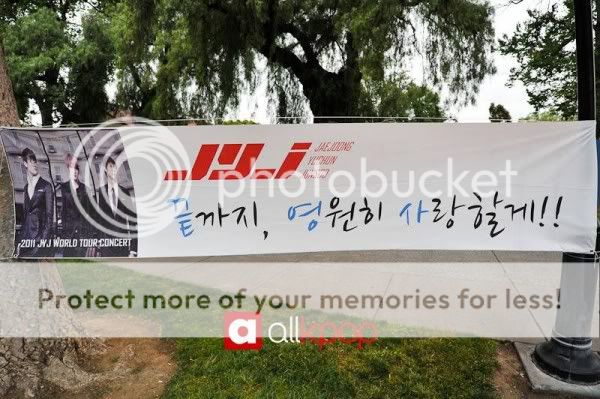 JYJ
JAEJOONG
YUCHUN
JUNSU
photobucket
끝까지, 영원히 사랑할게!!
2011 JYJ WORLD TOUR CONCERT
Protect more of your memories for less!
a allkpop